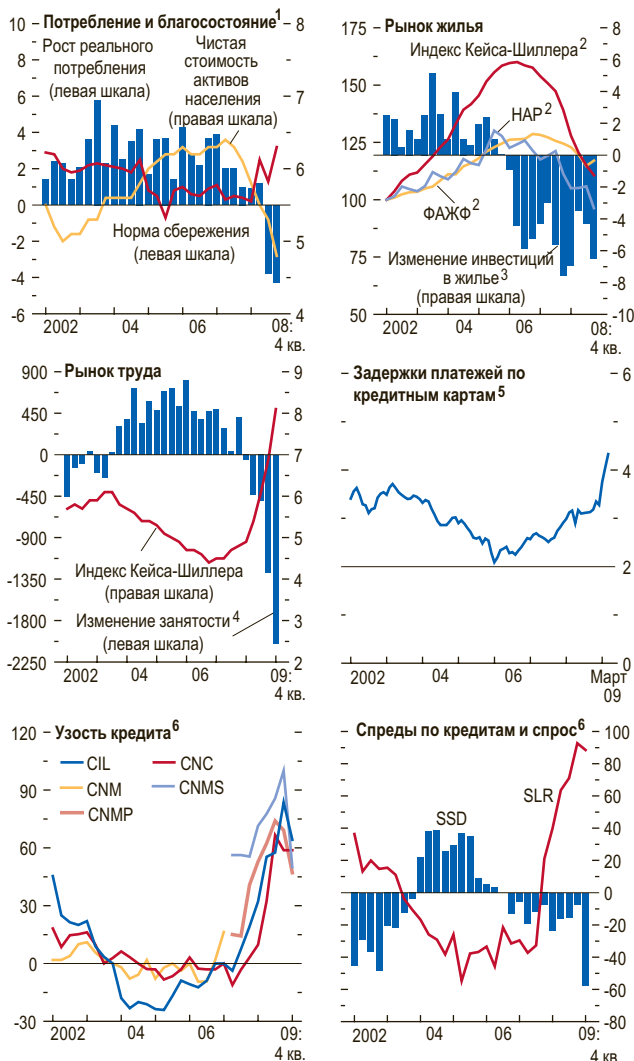 Потребление и благосостояние1
10
8
6
4
2
0
-2
-4
-6
Рост реального
потребления
(левая шкала)
Чистая
стоимость
активов
населения
(правая шкала)
Норма сбережения
(левая шкала)
8
7
6
5
4
2002
04
06
08:
4 кв.
Рынок жилья
175
150
125
100
75
50
Индекс Кейса-Шиллера2
НАР2
ФАЖФ2
Изменение инвестиций
в жилье3
(правая шкала)
8
6
4
2
0
-2
-4
-6
-8
-10
2002
04
06
08:
4 кв.
Рынок труда
900
450
0
-450
-900
-1350
-1800
-2250
Индекс Кейса-Шиллера
(правая шкала)
Изменение занятости4
(левая шкала)
9
8
7
6
5
4
3
2
2002
04
06
09:
4 кв.
Задержки платежей по
кредитным картам5
6
4
2
0
2002
04
06
Март
09
Узость кредита6
120
90
60
30
0
-30
CIL
CNC
CNM
CNMS
CNMP
2002
04
06
09:
4 кв.
Спреды по кредитам и спрос6
SSD
SLR
100
80
60
40
20
0
-20
-40
-60
-80
2002
04
06
09:
4 кв.